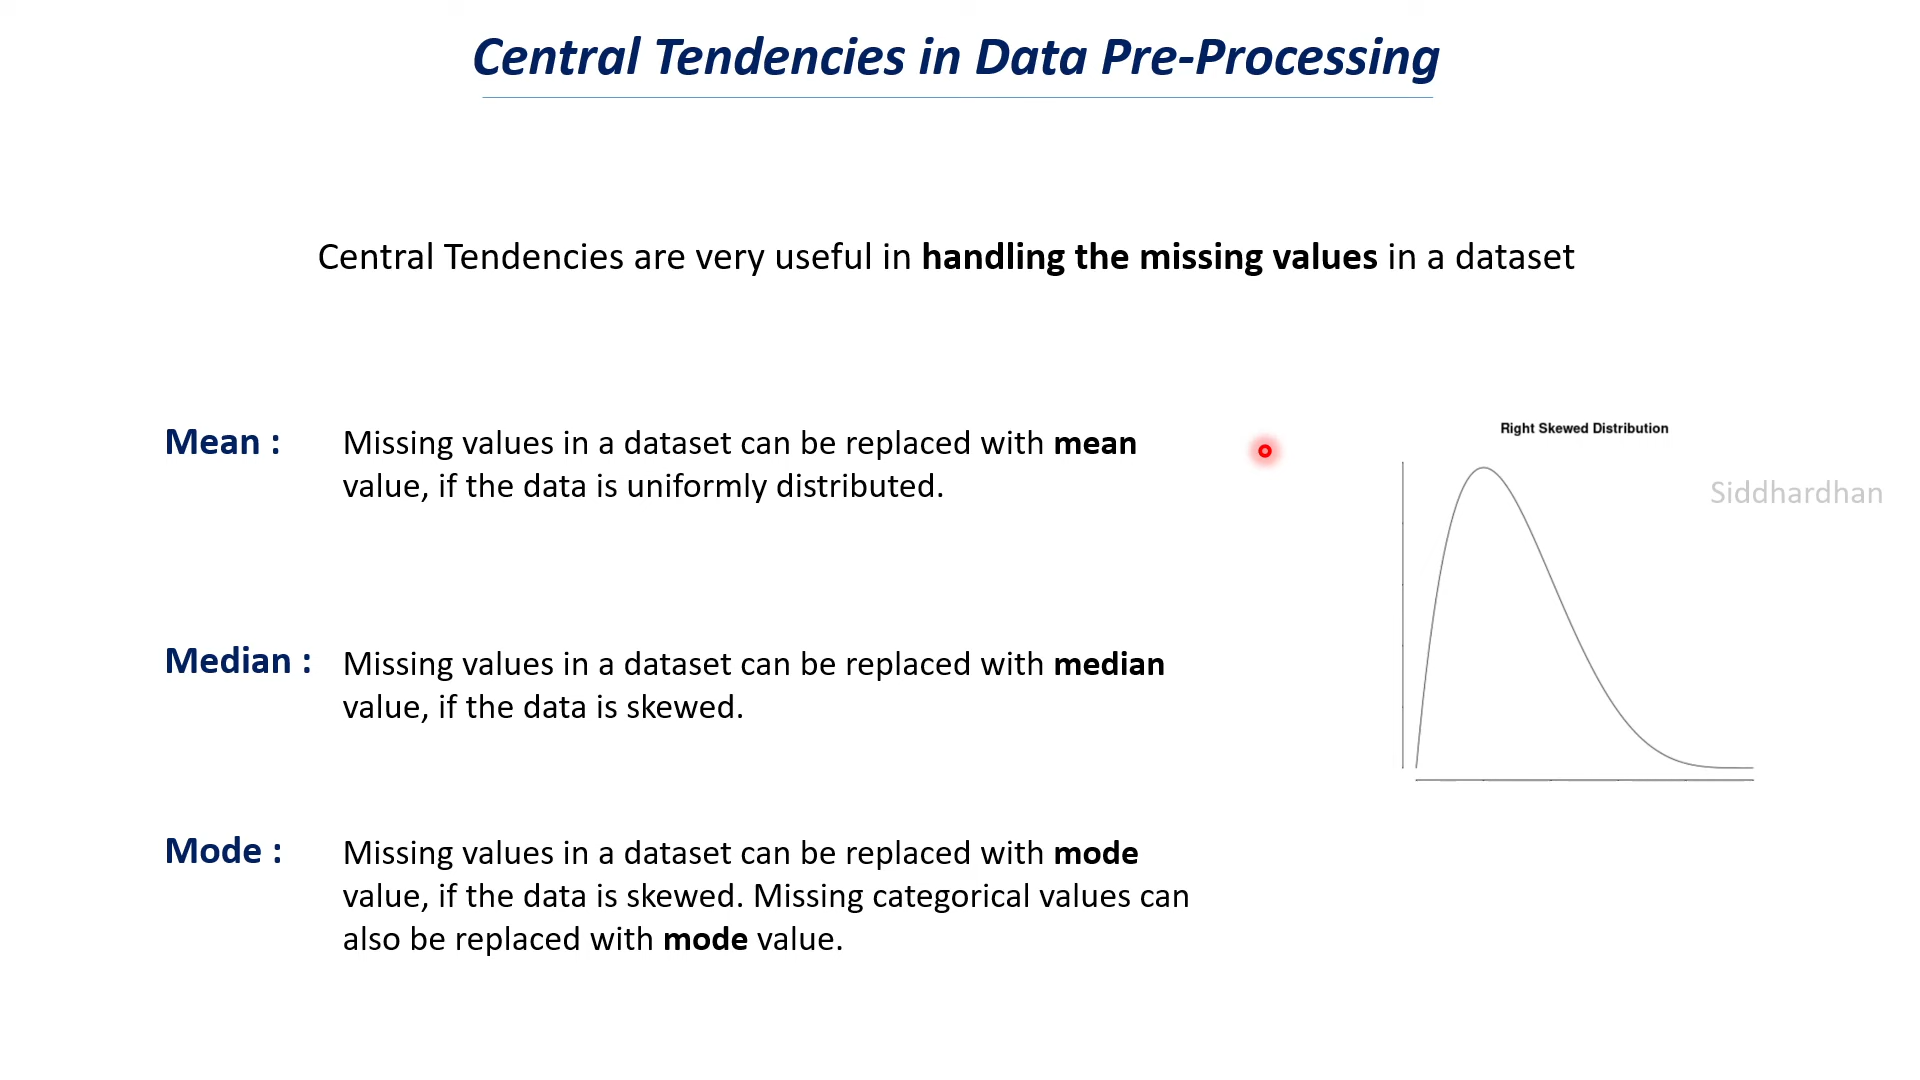 Central Tendencies in Data Pre-Processing
Central Tendencies are very useful in handling the missing values in a dataset
Mean :
Missing values in a dataset can be replaced with mean
value, if the data is uniformly distributed.
Median :
Missing values in a dataset can be replaced with median
value, if the data is skewed.
Mode :
Missing values in a dataset can be replaced with mode
value, if the data is skewed. Missing categorical values can
also be replaced with mode value.
Right Skewed Distribution
Siddhardhan